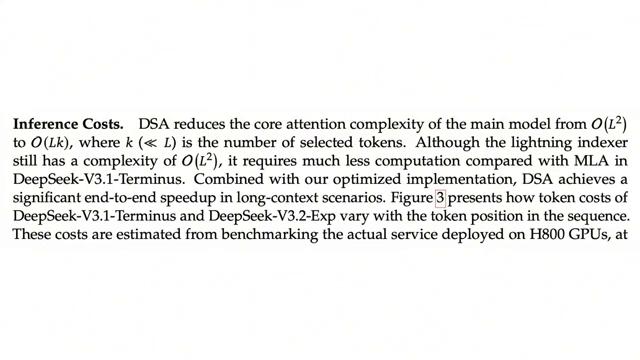 Inference Costs. DSA reduces the core attention complexity of the main model from O(L²)
to O(Lk), where k (≪ L) is the number of selected tokens. Although the lightning indexer
still has a complexity of O(L²), it requires much less computation compared with MLA in
DeepSeek-V3.1-Terminus. Combined with our optimized implementation, DSA achieves a
significant end-to-end speedup in long-context scenarios. Figure 3 presents how token costs of
DeepSeek-V3.1-Terminus and DeepSeek-V3.2-Exp vary with the token position in the sequence.
These costs are estimated from benchmarking the actual service deployed on H800 GPUs, at